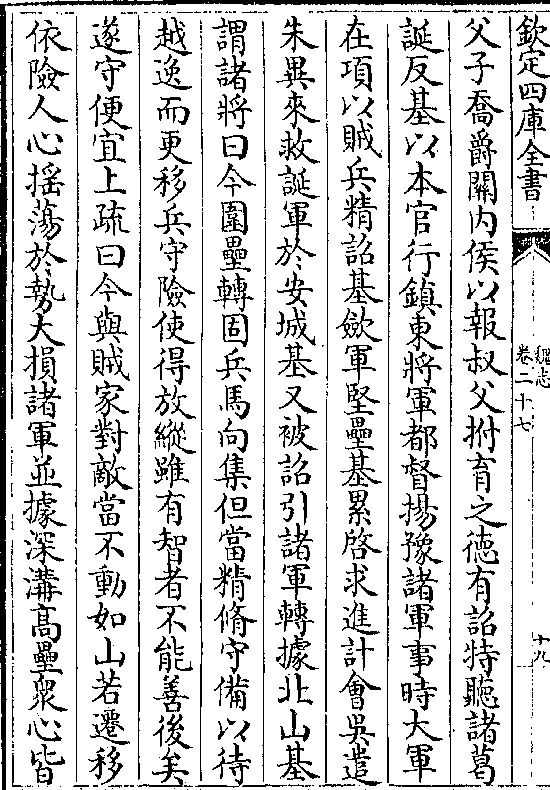 欽定四庫全書
魏志
卷二十七
十九
父子喬爵關内侯以報叔父拊育之徳有詔特聽諸葛
誕反基以本官行鎮東將軍都督揚豫諸軍事時大軍
在項以賊兵精詔基歛軍堅壘基累啓求進計會吳遣
朱異來救誕軍於安城基又被詔引諸軍轉據北山基
謂諸將曰今圍壘轉固兵馬向集但當精脩守備以待
越逸而更移兵守險使得放縱雖有智者不能善後矣
遂守便宜上疏曰今與賊家對敵當不動如山若遷移
依險人心揺蕩於勢大損諸軍並據深溝髙壘衆心皆